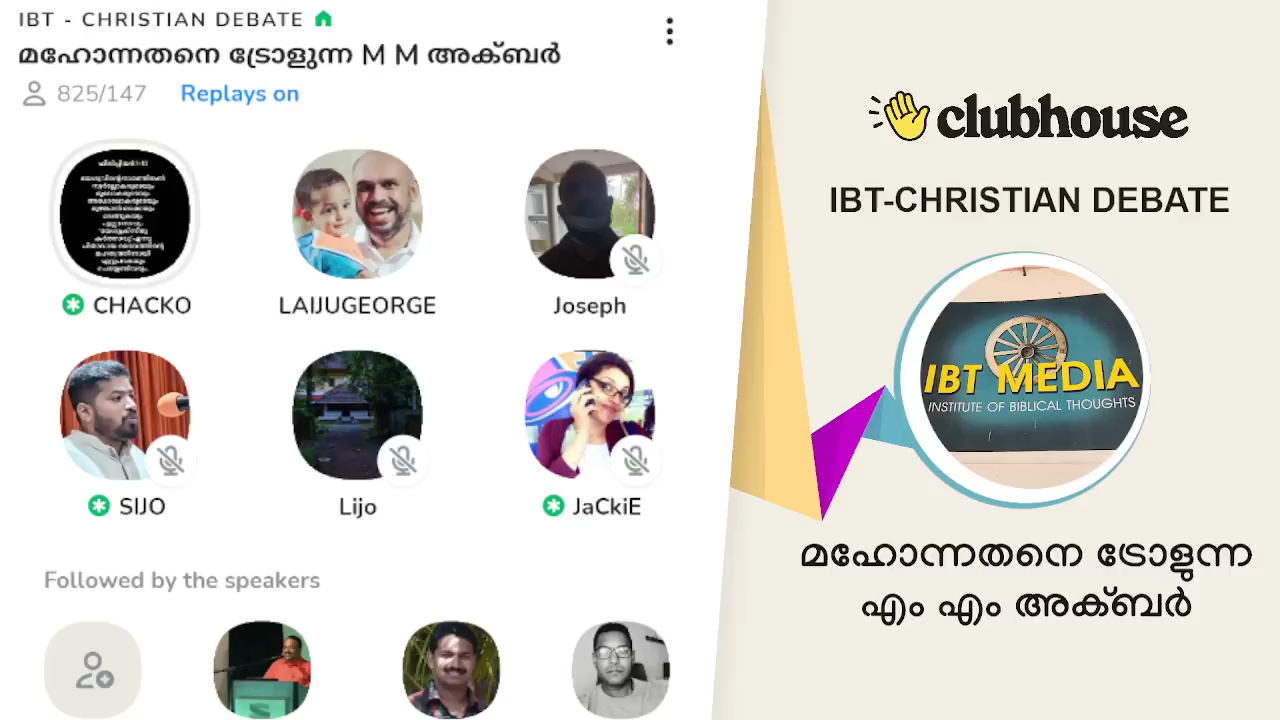 IBT - CHRISTIAN DEBATE
മഹോന്നതനെ ട്രോളുന്ന M M അക്ബർ
825/147 Replays on
CHACKO
LAIJUGEORGE
Joseph
SIJO
Lijo
JaCkiE
Followed by the speakers
clubhouse
IBT-CHRISTIAN DEBATE
IBT MEDIA
INSTITUTE OF BIBLICAL THOUGHTS
മഹോന്നതനെ ട്രോളുന്ന
എം എം അക്ബർ